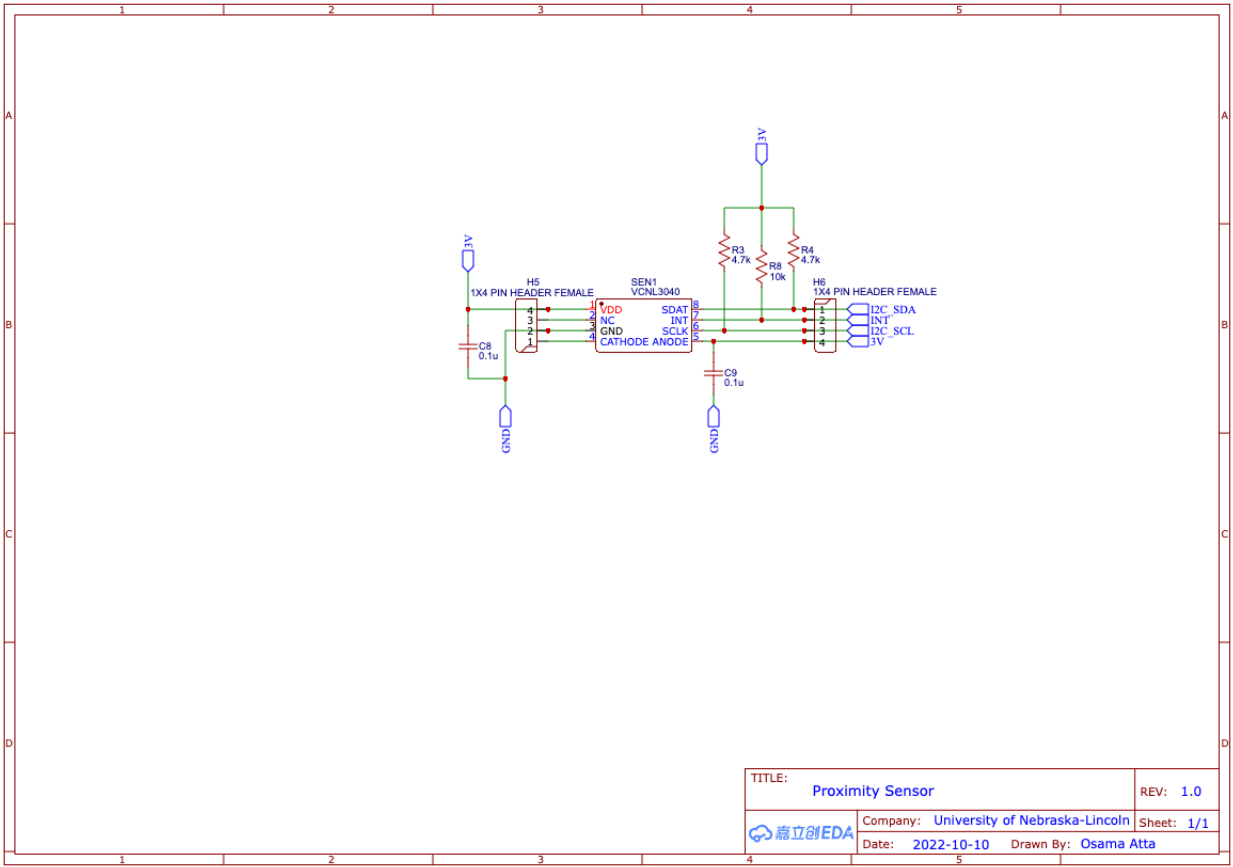 1 2 3 4 5
A A
3V
3V
R3
4.7k
R4
4.7k
R8
10k
H5
1X4 PIN HEADER FEMALE
SEN1
VCNL3040
H6
1X4 PIN HEADER FEMALE
4 1 VDD SDAT 8 1 I2C_SDA
3 2 NC INT 7 2 INT
2 3 GND SCLK 6 3 I2C_SCL
1 4 CATHODE ANODE 5 4 3V
B B
C8
0.1u
C9
0.1u
GND
GND
C C
D D
TITLE:
Proximity Sensor
REV: 1.0
嘉立创EDA
Company: University of Nebraska-Lincoln
Sheet: 1/1
Date: 2022-10-10 Drawn By: Osama Atta
1 2 3 4 5